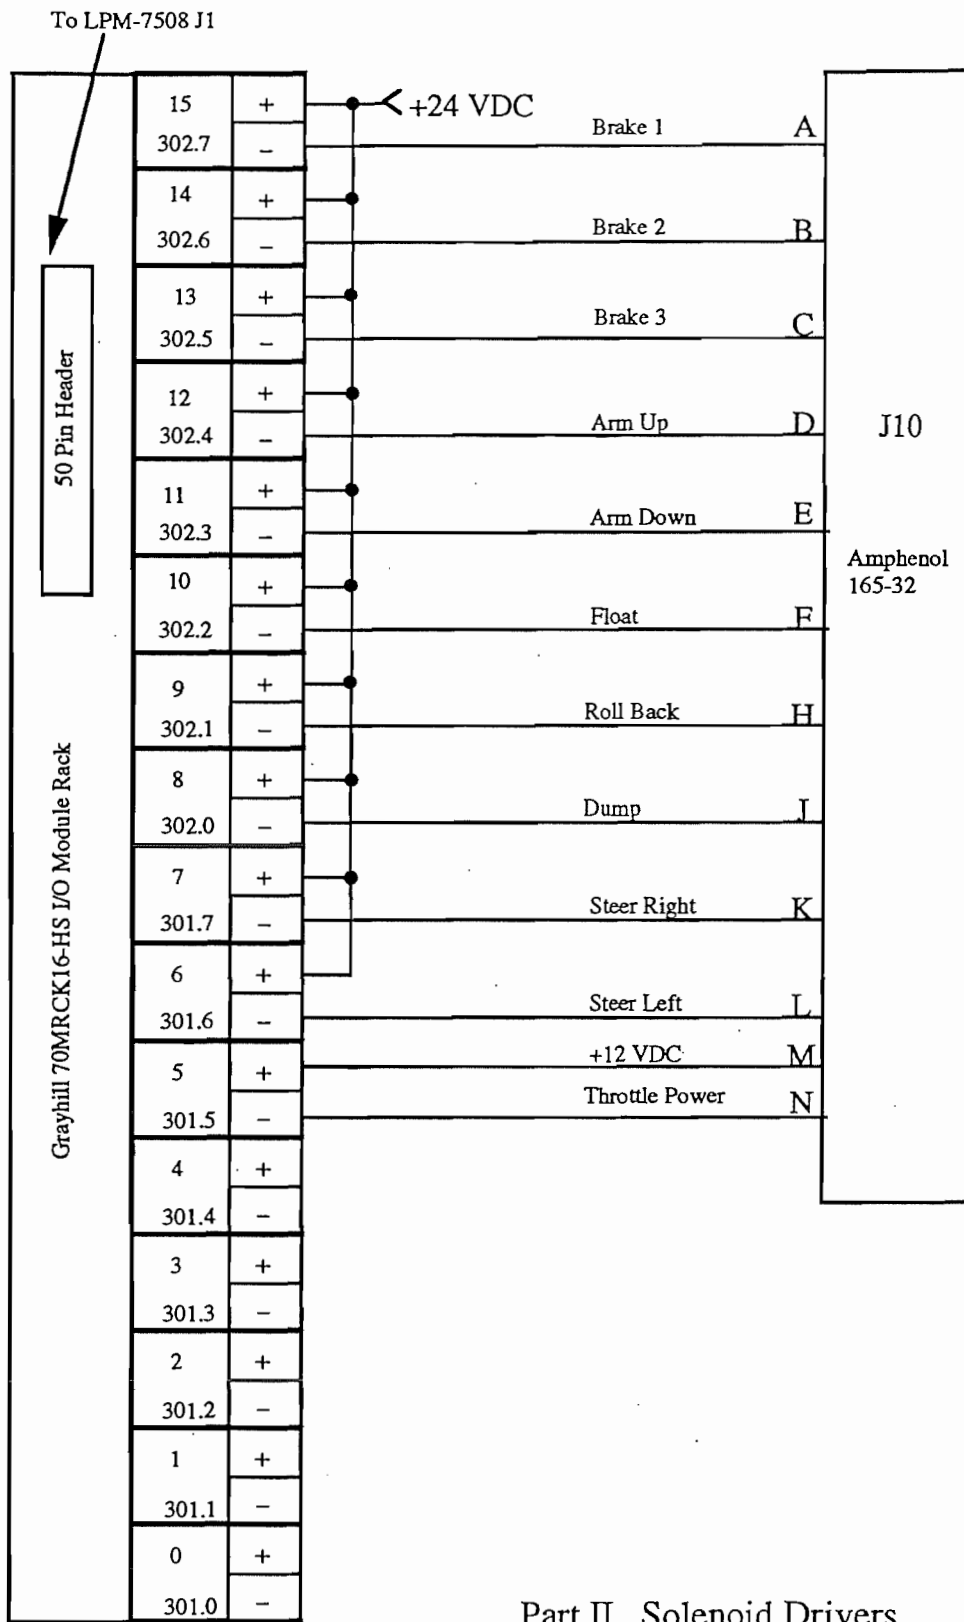 To LPM-7508 J1
15 +
302.7 –
+24 VDC
Brake 1 A
14 +
302.6 –
Brake 2 B
13 +
302.5 –
Brake 3 C
12 +
302.4 –
Arm Up D
11 +
302.3 –
Arm Down E
10 +
302.2 –
Float F
9 +
302.1 –
Roll Back H
8 +
302.0 –
Dump J
7 +
301.7 –
Steer Right K
6 +
301.6 –
Steer Left L
5 +
301.5 –
+12 VDC M
Throttle Power N
4 +
301.4 –
3 +
301.3 –
2 +
301.2 –
1 +
301.1 –
0 +
301.0 –
50 Pin Header
Grayhill 70MRCK16-HS I/O Module Rack
J10
Amphenol
165-32
Part II Solenoid Drivers